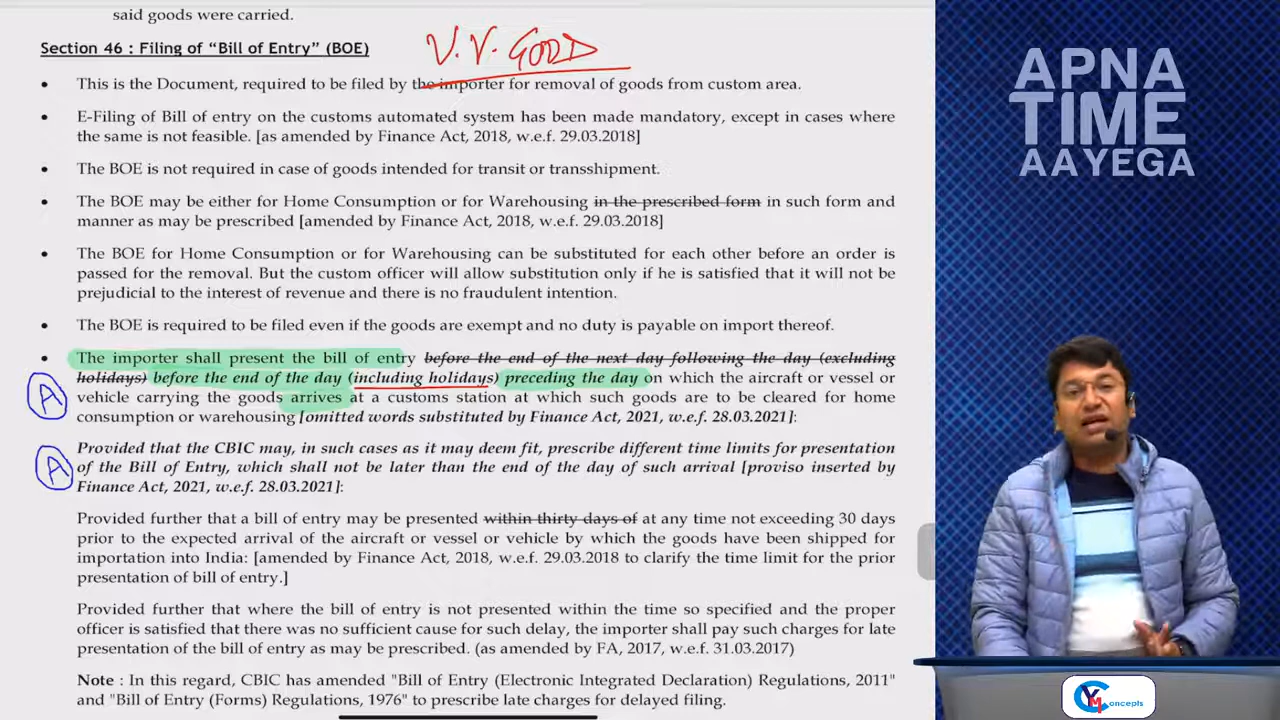 said goods were carried.
Section 46 : Filing of “Bill of Entry” (BOE)
V.V. GOOD
• This is the Document, required to be filed by the importer for removal of goods from custom area.
• E-Filing of Bill of entry on the customs automated system has been made mandatory, except in cases where
the same is not feasible. [as amended by Finance Act, 2018, w.e.f. 29.03.2018]
• The BOE is not required in case of goods intended for transit or transshipment.
• The BOE may be either for Home Consumption or for Warehousing in the prescribed form in such form and
manner as may be prescribed [amended by Finance Act, 2018, w.e.f. 29.03.2018]
• The BOE for Home Consumption or for Warehousing can be substituted for each other before an order is
passed for the removal. But the custom officer will allow substitution only if he is satisfied that it will not be
prejudicial to the interest of revenue and there is no fraudulent intention.
• The BOE is required to be filed even if the goods are exempt and no duty is payable on import thereof.
• The importer shall present the bill of entry before the end of the next day following the day (excluding
holidays) before the end of the day (including holidays) preceding the day on which the aircraft or vessel or
A
vehicle carrying the goods arrives at a customs station at which such goods are to be cleared for home
consumption or warehousing [omitted words substituted by Finance Act, 2021, w.e.f. 28.03.2021]:
Provided that the CBIC may, in such cases as it may deem fit, prescribe different time limits for presentation
A
of the Bill of Entry, which shall not be later than the end of the day of such arrival [proviso inserted by
Finance Act, 2021, w.e.f. 28.03.2021]:
Provided further that a bill of entry may be presented within thirty days of at any time not exceeding 30 days
prior to the expected arrival of the aircraft or vessel or vehicle by which the goods have been shipped for
importation into India: [amended by Finance Act, 2018, w.e.f. 29.03.2018 to clarify the time limit for the prior
presentation of bill of entry.]
Provided further that where the bill of entry is not presented within the time so specified and the proper
officer is satisfied that there was no sufficient cause for such delay, the importer shall pay such charges for late
presentation of the bill of entry as may be prescribed. (as amended by FA, 2017, w.e.f. 31.03.2017)
Note : In this regard, CBIC has amended "Bill of Entry (Electronic Integrated Declaration) Regulations, 2011"
and "Bill of Entry (Forms) Regulations, 1976" to prescribe late charges for delayed filing.
APNA
TIME
AAYEGA
YM Concepts